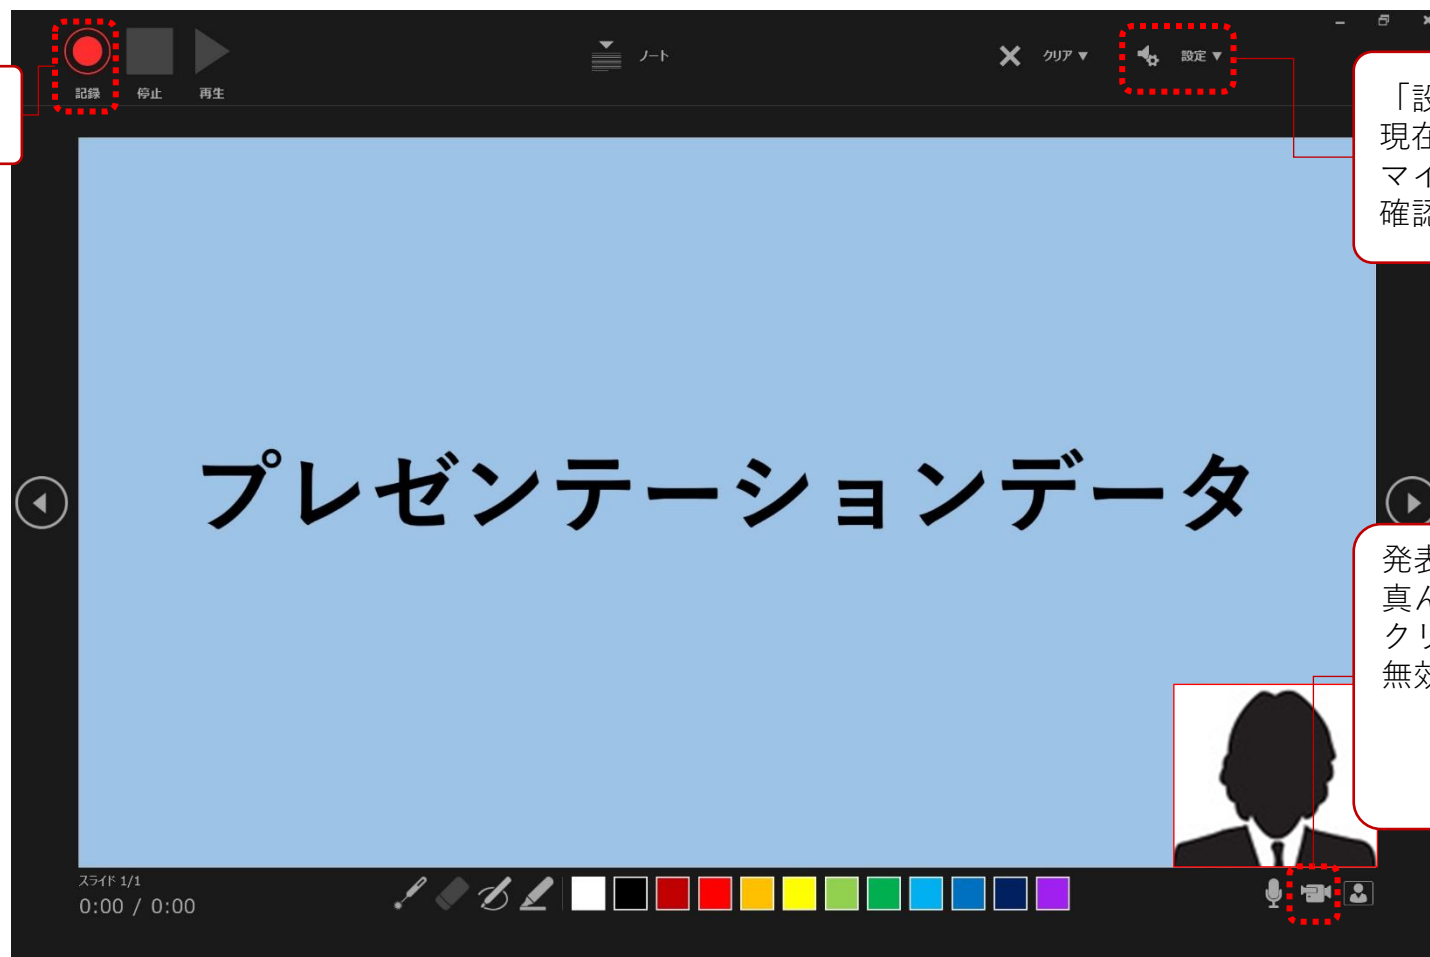 記録
停止
再生
ノート
クリア
設定
「設
現在
マイ
確認
プレゼンテーションデータ
発表
真ん
クリ
無効
スライド 1/1
0:00 / 0:00